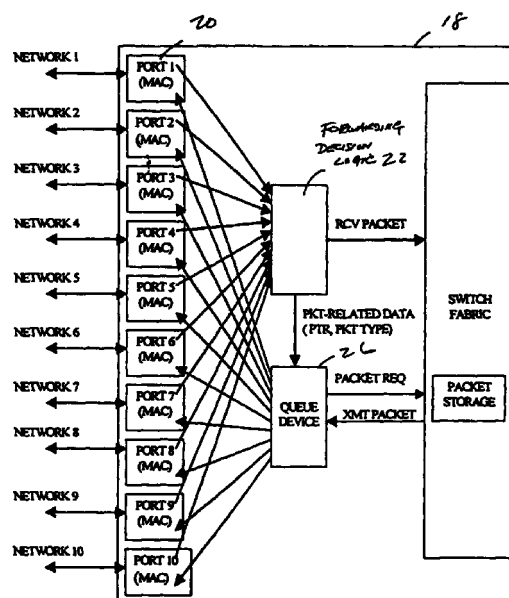 20
18
NETWORK 1
PORT 1
(MAC)
NETWORK 2
PORT 2
(MAC)
NETWORK 3
PORT 3
(MAC)
NETWORK 4
PORT 4
(MAC)
NETWORK 5
PORT 5
(MAC)
NETWORK 6
PORT 6
(MAC)
NETWORK 7
PORT 7
(MAC)
NETWORK 8
PORT 8
(MAC)
NETWORK 9
PORT 9
(MAC)
NETWORK 10
PORT 10
(MAC)
FORWARDING
DECISION
LOGIC 22
RCV PACKET
PKT-RELATED DATA
(PTR, PKT TYPE)
26
QUEUE
DEVICE
PACKET REQ
XMT PACKET
SWITCH
FABRIC
PACKET
STORAGE